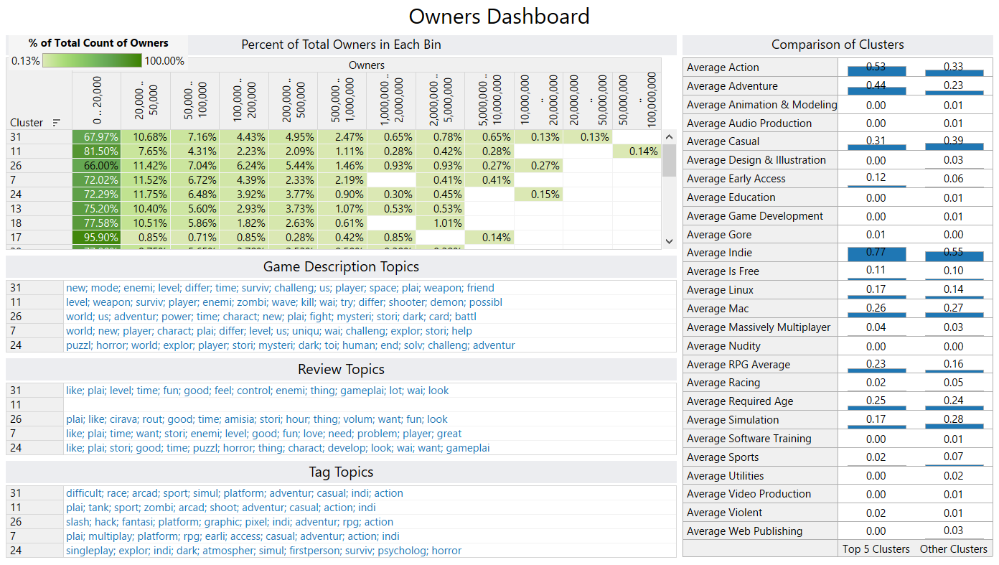 Owners Dashboard
% of Total Count of Owners
0.13% 100.00%
Percent of Total Owners in Each Bin
Owners
Cluster
0 .. 20,000
20,000 .. 50,000
50,000 .. 100,000
100,000 .. 200,000
200,000 .. 500,000
500,000 .. 1,000,000
1,000,000 .. 2,000,000
2,000,000 .. 5,000,000
5,000,000 .. 10,000,000
10,000,000 .. 20,000,000
20,000,000 .. 50,000,000
50,000,000 .. 100,000,000
31 67.97% 10.68% 7.16% 4.43% 4.95% 2.47% 0.65% 0.78% 0.65% 0.13% 0.13%
11 81.50% 7.65% 4.31% 2.23% 2.09% 1.11% 0.28% 0.42% 0.28% 0.14%
26 66.00% 11.42% 7.04% 6.24% 5.44% 1.46% 0.93% 0.93% 0.27% 0.27%
7 72.02% 11.52% 6.72% 4.39% 2.33% 2.19% 0.41% 0.41%
24 72.29% 11.75% 6.48% 3.92% 3.77% 0.90% 0.30% 0.45% 0.15%
13 75.20% 10.40% 5.60% 2.93% 3.73% 1.07% 0.53% 0.53%
18 77.58% 10.51% 5.86% 1.82% 2.63% 0.61% 1.01%
17 95.90% 0.85% 0.71% 0.85% 0.28% 0.42% 0.85% 0.14%
Game Description Topics
31 new; mode; enemi; level; differ; time; surviv; challeng; us; player; space; plai; weapon; friend
11 level; weapon; surviv; player; enemi; zombi; wave; kill; wai; try; differ; shooter; demon; possibl
26 world; us; adventur; power; time; charact; new; plai; fight; mysteri; stori; dark; card; battl
7 world; new; player; charact; plai; differ; level; us; uniqu; wai; challeng; explor; stori; help
24 puzzl; horror; world; explor; player; stori; mysteri; dark; toi; human; end; solv; challeng; adventur
Review Topics
31 like; plai; level; time; fun; good; feel; control; enemi; thing; gameplai; lot; wai; look
11
26 plai; like; cirava; rout; good; time; amisia; stori; hour; thing; volum; want; fun; look
7 like; plai; time; want; stori; enemi; level; good; fun; love; need; problem; player; great
24 like; plai; stori; good; time; puzzl; horror; thing; charact; develop; look; wai; want; gameplai
Tag Topics
31 difficult; race; arcad; sport; simul; platform; adventur; casual; indi; action
11 plai; tank; sport; zombi; arcad; shoot; adventur; casual; action; indi
26 slash; hack; fantasi; platform; graphic; pixel; indi; adventur; rpg; action
7 plai; multiplay; platform; rpg; earli; access; casual; adventur; action; indi
24 singleplay; explor; indi; dark; atmospher; simul; firstperson; surviv; psycholog; horror
Comparison of Clusters
Average Action 0.53 0.33
Average Adventure 0.44 0.23
Average Animation & Modeling 0.00 0.01
Average Audio Production 0.00 0.01
Average Casual 0.31 0.39
Average Design & Illustration 0.00 0.03
Average Early Access 0.12 0.06
Average Education 0.00 0.01
Average Game Development 0.00 0.01
Average Gore 0.01 0.00
Average Indie 0.77 0.55
Average Is Free 0.11 0.10
Average Linux 0.17 0.14
Average Mac 0.26 0.27
Average Massively Multiplayer 0.04 0.03
Average Nudity 0.00 0.00
Average RPG Average 0.23 0.16
Average Racing 0.02 0.05
Average Required Age 0.25 0.24
Average Simulation 0.17 0.28
Average Software Training 0.00 0.01
Average Sports 0.02 0.07
Average Utilities 0.00 0.02
Average Video Production 0.00 0.01
Average Violent 0.02 0.01
Average Web Publishing 0.00 0.03
Top 5 Clusters Other Clusters